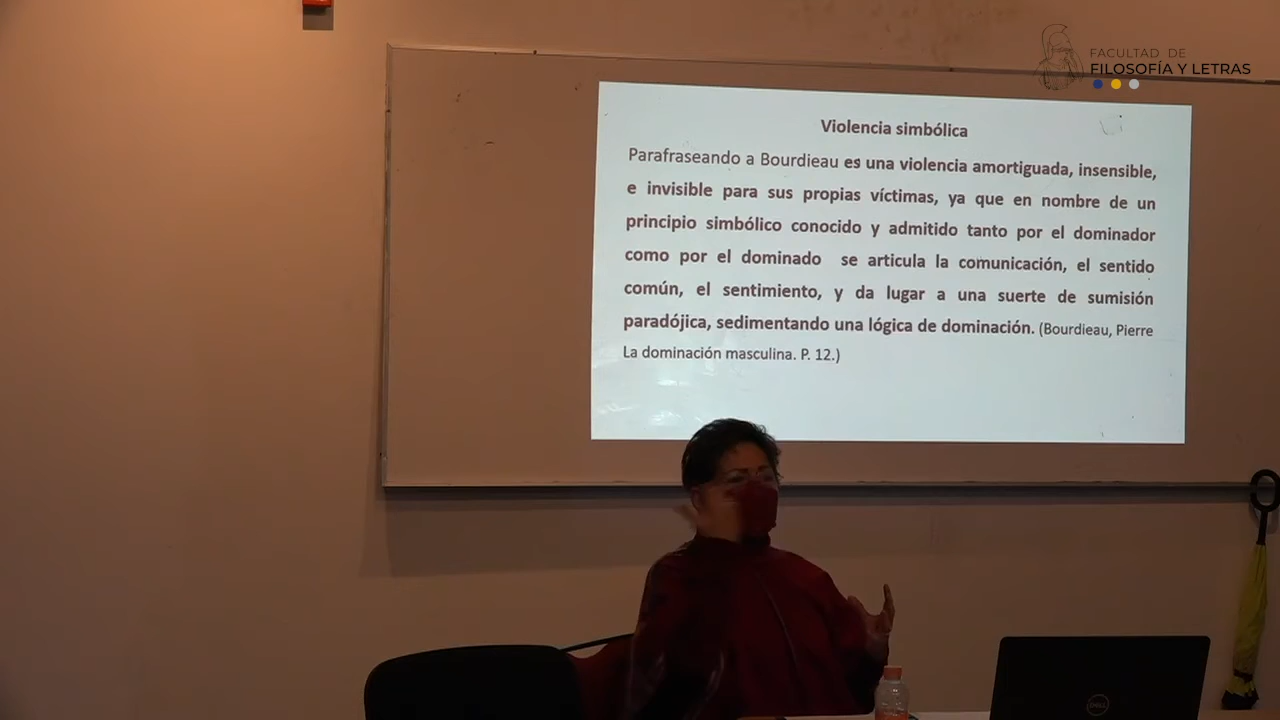 FACULTAD DE
FILOSOFÍA Y LETRAS
Violencia simbólica
Parafraseando a Bourdieau es una violencia amortiguada, insensible,
e invisible para sus propias víctimas, ya que en nombre de un
principio simbólico conocido y admitido tanto por el dominador
como por el dominado se articula la comunicación, el sentido
común, el sentimiento, y da lugar a una suerte de sumisión
paradójica, sedimentando una lógica de dominación. (Bourdieau, Pierre
La dominación masculina. P. 12.)
DELL